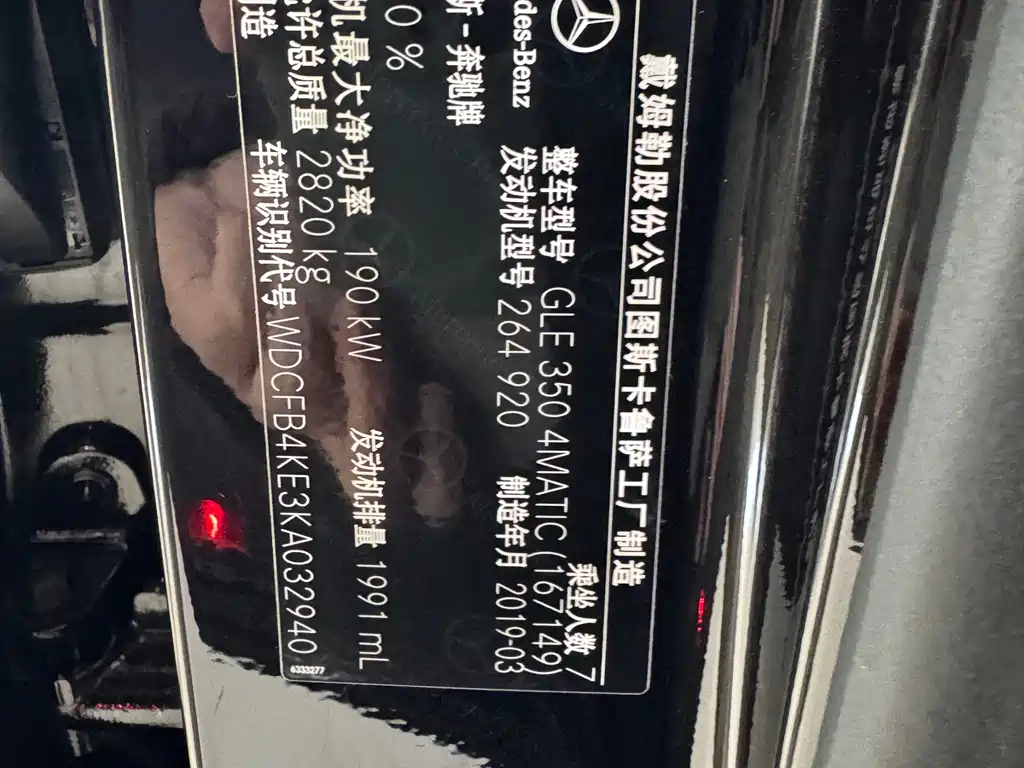 戴姆勒股份公司图斯卡鲁萨工厂制造
des-Benz
整车型号 GLE 350 4MATIC (167149)
乘坐人数 7
斯-奔驰牌
发动机型号 264 920
制造年月 2019-03
0 %
机最大净功率 190 kW
发动机排量 1991 mL
许总质量 2820 kg
造
车辆识别代号 WDCFB4KE3KA032940
6333277